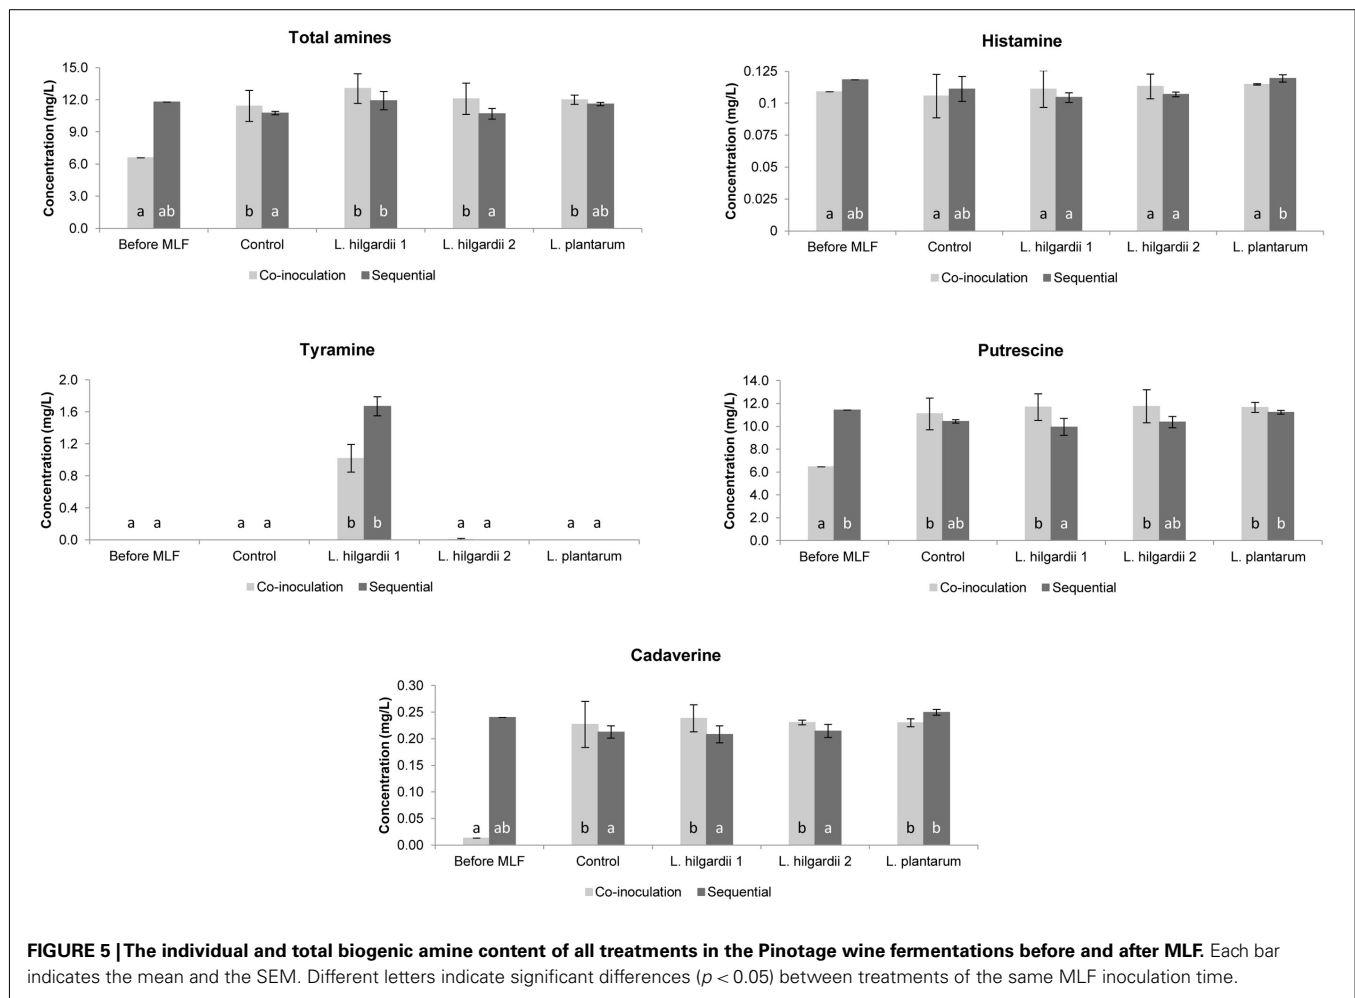 Total amines
Concentration (mg/L)
15.0
12.0
9.0
6.0
3.0
0.0
a ab b a b b b a b ab
Before MLF Control L. hilgardii 1 L. hilgardii 2 L. plantarum
Co-inoculation Sequential
Histamine
Concentration (mg/L)
0.125
0.1
0.075
0.05
0.025
0
a ab a ab a a a a a b
Before MLF Control L. hilgardii 1 L. hilgardii 2 L. plantarum
Co-inoculation Sequential
Tyramine
Concentration (mg/L)
2.0
1.6
1.2
0.8
0.4
0.0
a a a a b b a a a a
Before MLF Control L. hilgardii 1 L. hilgardii 2 L. plantarum
Co-inoculation Sequential
Putrescine
Concentration (mg/L)
14.0
12.0
10.0
8.0
6.0
4.0
2.0
0.0
a b b ab b a b ab b b
Before MLF Control L. hilgardii 1 L. hilgardii 2 L. plantarum
Co-inoculation Sequential
Cadaverine
Concentration (mg/L)
0.30
0.25
0.20
0.15
0.10
0.05
0.00
a ab b a b a b a b b
Before MLF Control L. hilgardii 1 L. hilgardii 2 L. plantarum
Co-inoculation Sequential
FIGURE 5 | The individual and total biogenic amine content of all treatments in the Pinotage wine fermentations before and after MLF. Each bar
indicates the mean and the SEM. Different letters indicate significant differences (p < 0.05) between treatments of the same MLF inoculation time.